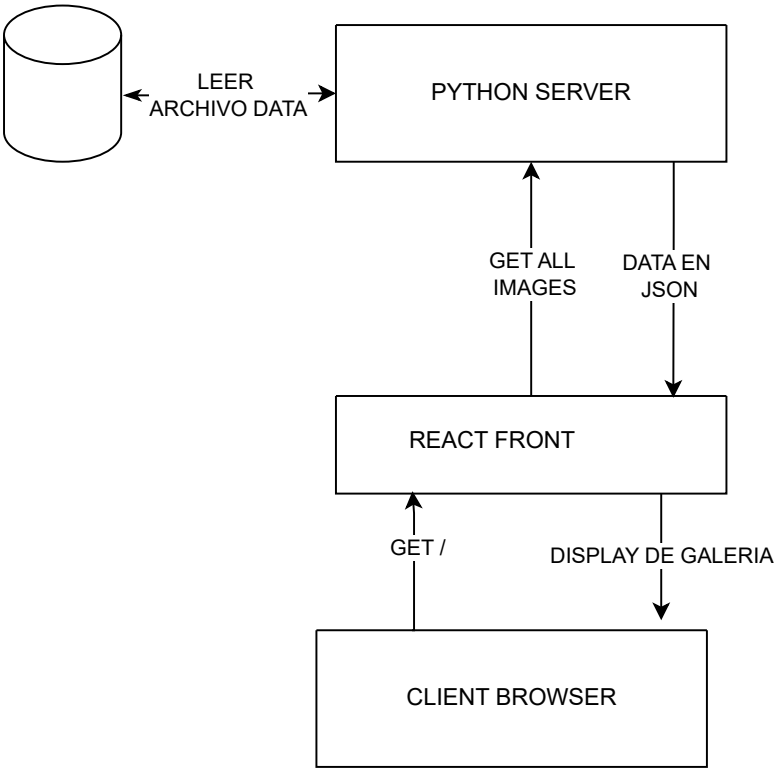 LEER
ARCHIVO DATA
PYTHON SERVER
GET ALL
IMAGES
DATA EN
JSON
REACT FRONT
GET /
DISPLAY DE GALERIA
CLIENT BROWSER